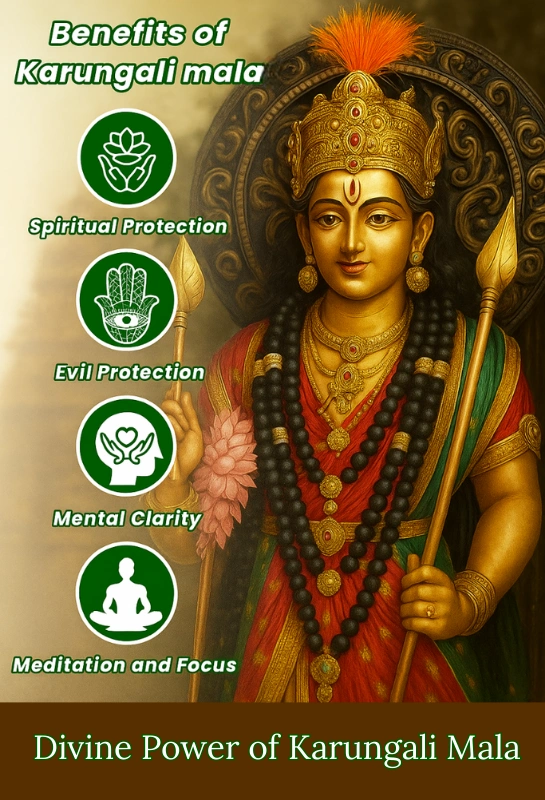 Benefits of
Karungali mala
Spiritual Protection
Evil Protection
Mental Clarity
Meditation and Focus
Divine Power of Karungali Mala